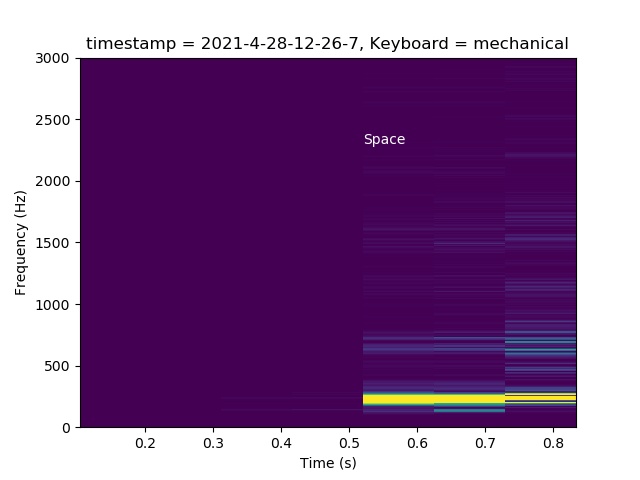 timestamp = 2021-4-28-12-26-7, Keyboard = mechanical
3000
2500
2000
1500
1000
500
0
Frequency (Hz)
Space
0.2 0.3 0.4 0.5 0.6 0.7 0.8
Time (s)